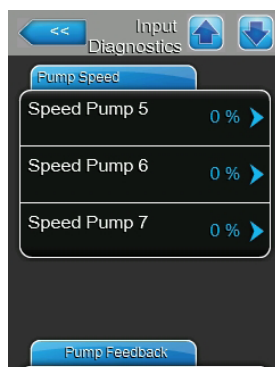 << Input
Diagnostics
Pump Speed
Speed Pump 5 0 %
Speed Pump 6 0 %
Speed Pump 7 0 %
Pump Feedback